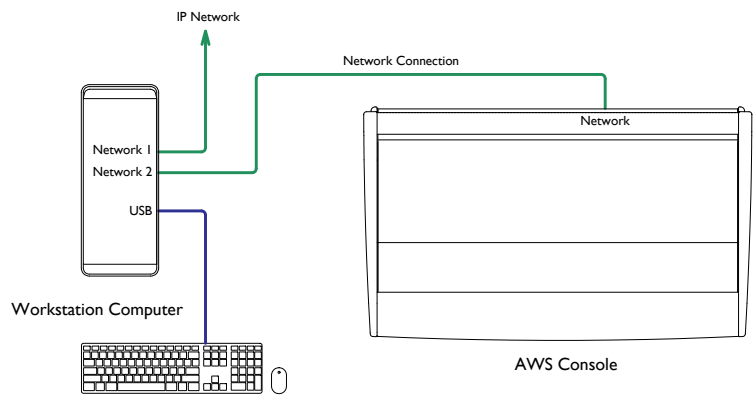 IP Network
Network Connection
Network
Network 1
Network 2
USB
Workstation Computer
AWS Console